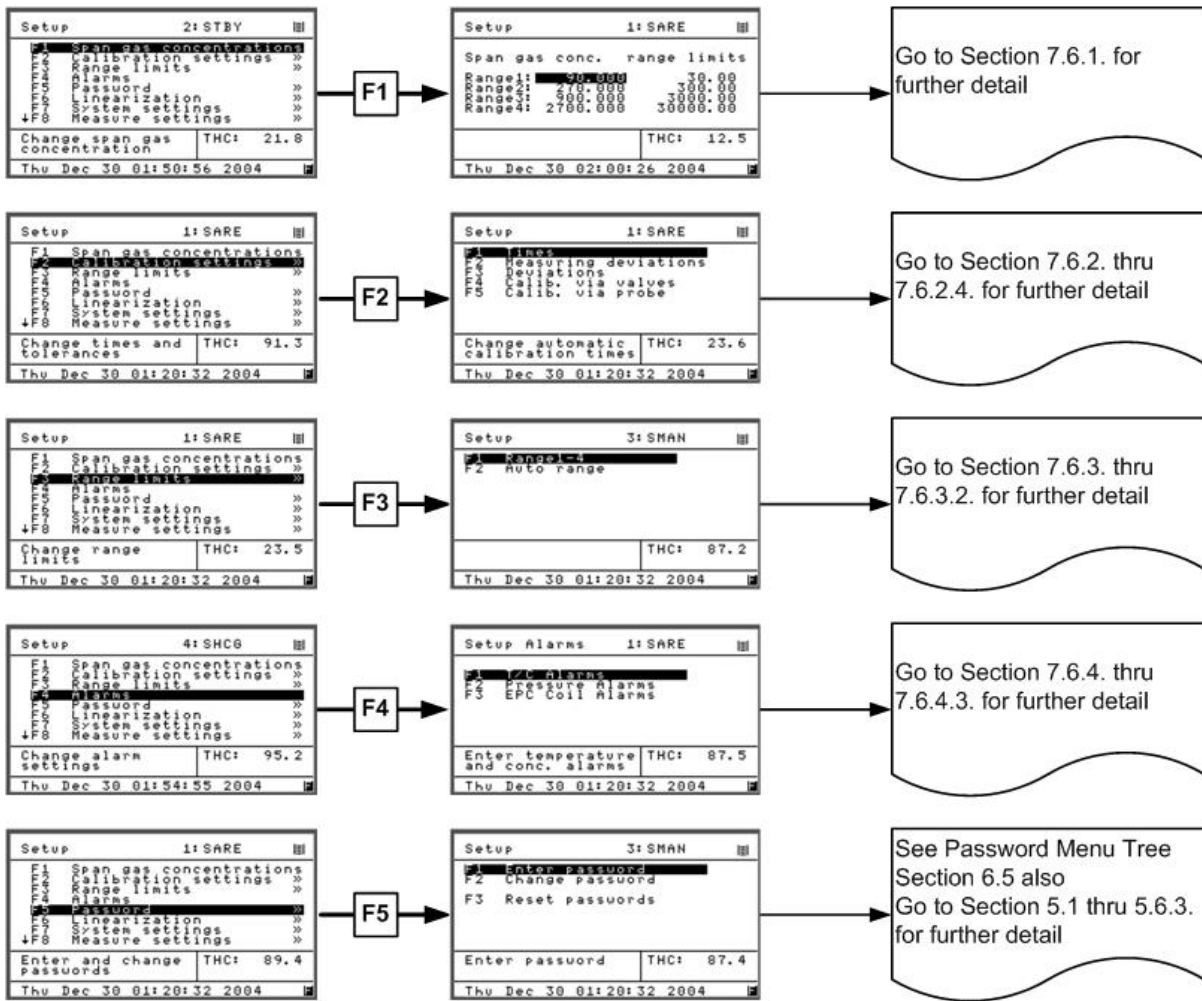 Setup 2:STBY
F1 Span gas concentrations
F2 Calibration settings »
F3 Range limits »
F4 Alarms
F5 Password »
F6 Linearization »
F7 System settings »
↓F8 Measure settings »
Change span gas concentration
THC: 21.8
Thu Dec 30 01:50:56 2004
F1
Setup 1:SARE
Span gas conc. range limits
Range1: 90.000 30.00
Range2: 270.000 300.00
Range3: 900.000 3000.00
Range4: 2700.000 30000.00
THC: 12.5
Thu Dec 30 02:00:26 2004
Go to Section 7.6.1. for
further detail
Setup 1:SARE
F1 Span gas concentrations
F2 Calibration settings »
F3 Range limits »
F4 Alarms
F5 Password »
F6 Linearization »
F7 System settings »
↓F8 Measure settings »
Change times and
tolerances
THC: 91.3
Thu Dec 30 01:20:32 2004
F2
Setup 1:SARE
F1 Times
F2 Measuring deviations
F3 Deviations
F4 Calib. via valves
F5 Calib. via probe
Change automatic
calibration times
THC: 23.6
Thu Dec 30 01:20:32 2004
Go to Section 7.6.2. thru
7.6.2.4. for further detail
Setup 1:SARE
F1 Span gas concentrations
F2 Calibration settings »
F3 Range limits »
F4 Alarms
F5 Password »
F6 Linearization »
F7 System settings »
↓F8 Measure settings »
Change range
limits
THC: 23.5
Thu Dec 30 01:20:32 2004
F3
Setup 3:SMAN
F1 Range1-4
F2 Auto range
THC: 87.2
Thu Dec 30 01:20:32 2004
Go to Section 7.6.3. thru
7.6.3.2. for further detail
Setup 4:SHCG
F1 Span gas concentrations
F2 Calibration settings »
F3 Range limits »
F4 Alarms
F5 Password »
F6 Linearization »
F7 System settings »
↓F8 Measure settings »
Change alarm
settings
THC: 95.2
Thu Dec 30 01:54:55 2004
F4
Setup Alarms 1:SARE
F1 T/C Alarms
F2 Pressure Alarms
F3 EPC Coil Alarms
Enter temperature
and conc. alarms
THC: 87.5
Thu Dec 30 01:20:32 2004
Go to Section 7.6.4. thru
7.6.4.3. for further detail
Setup 1:SARE
F1 Span gas concentrations
F2 Calibration settings »
F3 Range limits »
F4 Alarms
F5 Password »
F6 Linearization »
F7 System settings »
↓F8 Measure settings »
Enter and change
passwords
THC: 89.4
Thu Dec 30 01:20:32 2004
F5
Setup 3:SMAN
F1 Enter password
F2 Change password
F3 Reset passwords
Enter password
THC: 87.4
Thu Dec 30 01:20:32 2004
See Password Menu Tree
Section 6.5 also
Go to Section 5.1 thru 5.6.3.
for further detail